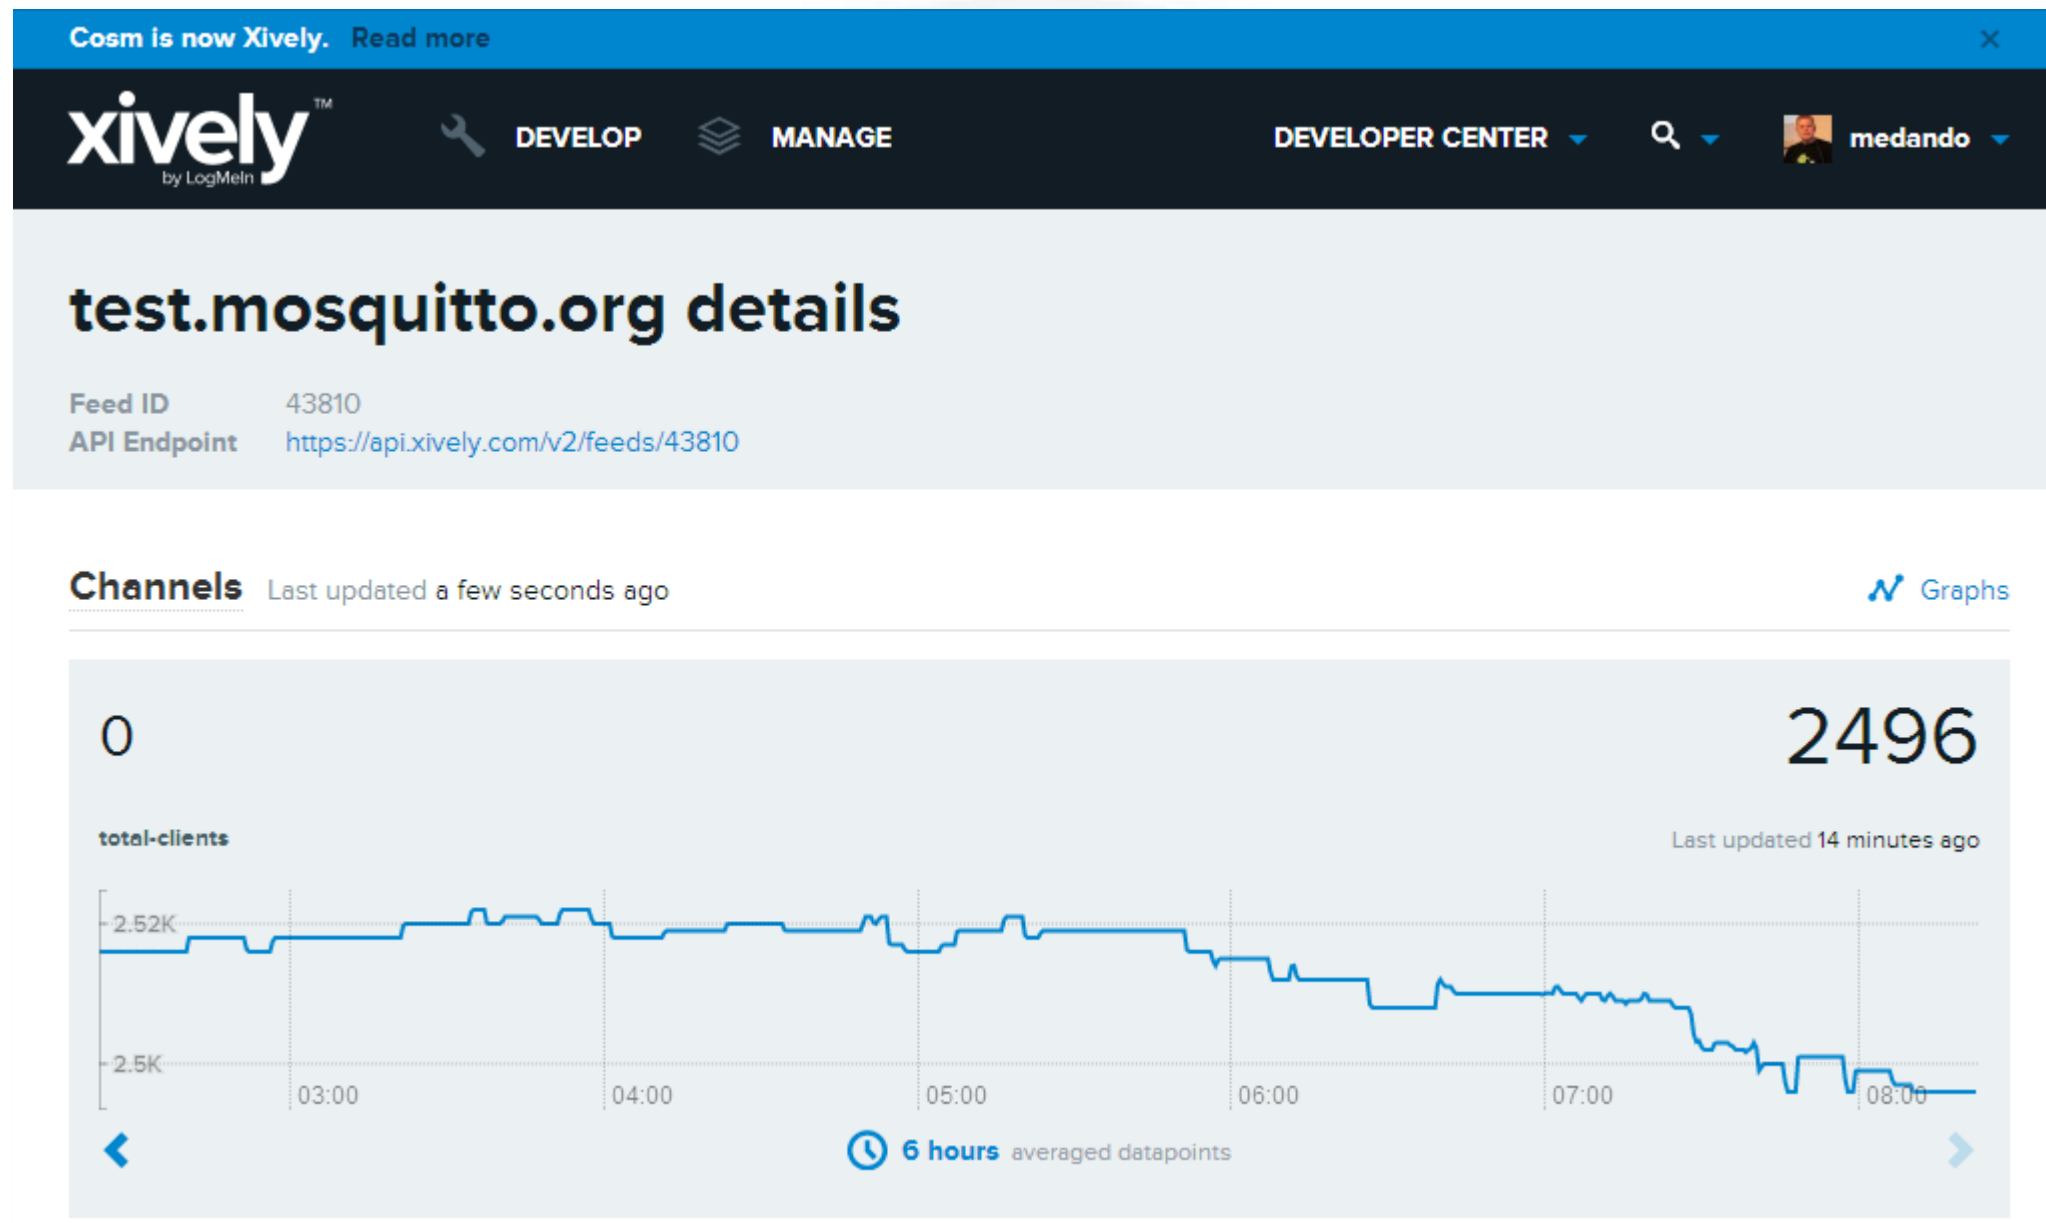 Cosm is now Xively. Read more ×
xively™ DEVELOP MANAGE DEVELOPER CENTER medando
by LogMeIn
test.mosquitto.org details
Feed ID 43810
API Endpoint https://api.xively.com/v2/feeds/43810
Channels Last updated a few seconds ago Graphs
0 2496
total-clients Last updated 14 minutes ago
2.52K
2.5K
03:00 04:00 05:00 06:00 07:00 08:00
6 hours averaged datapoints